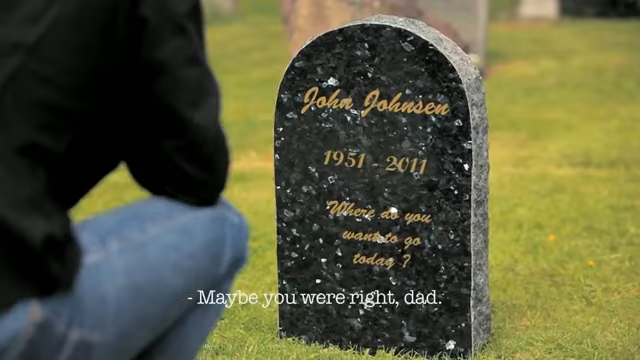 John Johnsen
1951 - 2011
Where do you
want to go
today?
- Maybe you were right, dad.